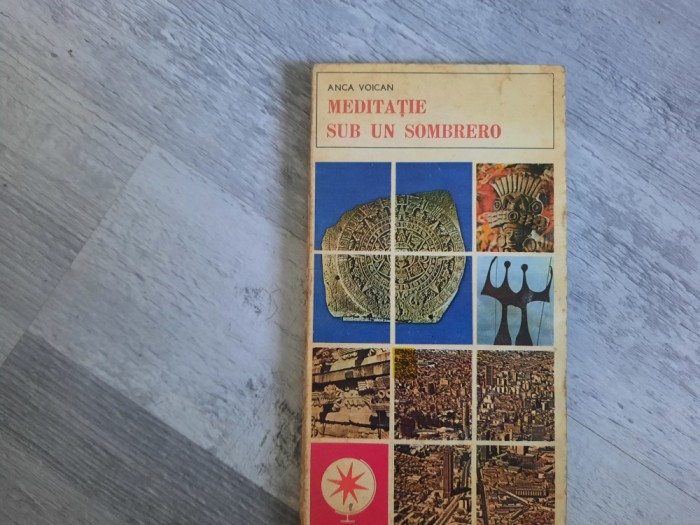 ANCA VOICAN
MEDITAȚIE
SUB UN SOMBRERO